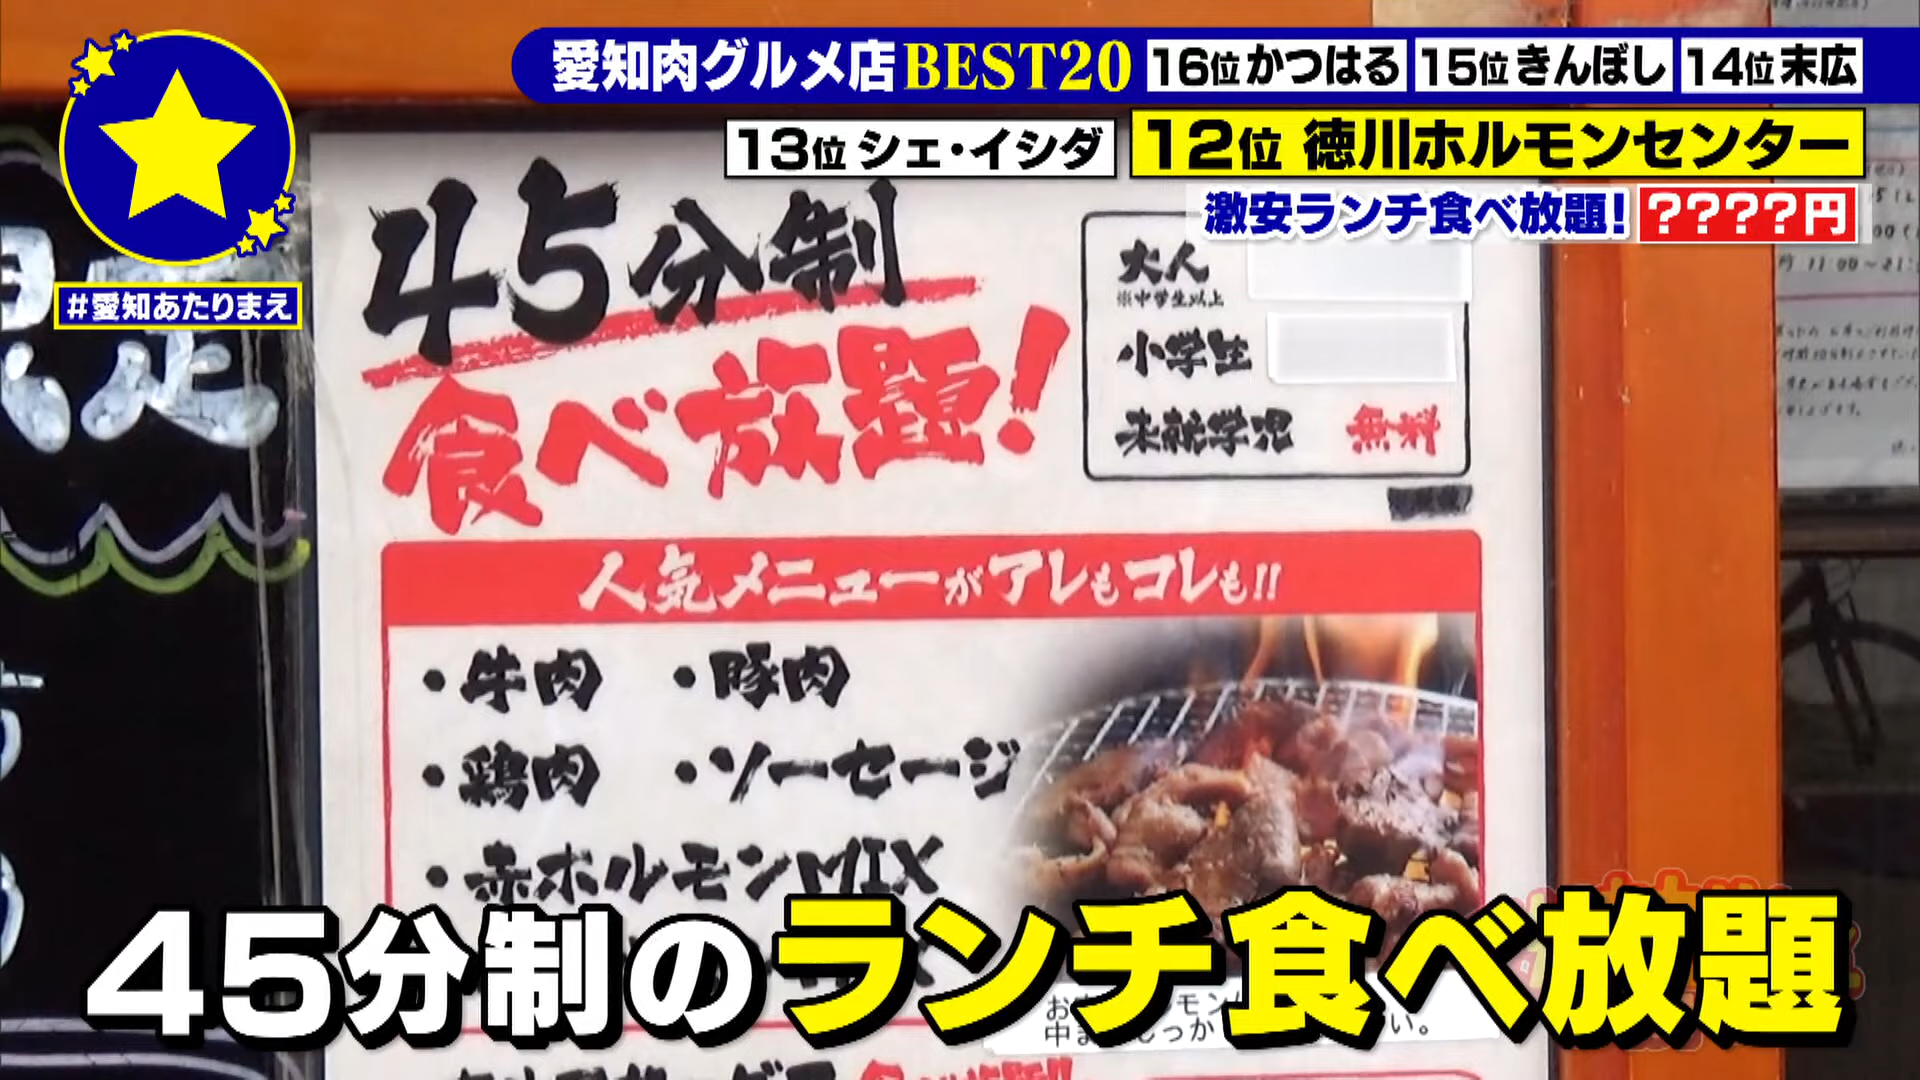 愛知肉グルメ店BEST20 16位かつはる 15位きんぼし 14位末広
13位シェ・イシダ 12位 徳川ホルモンセンター
激安ランチ食べ放題! ????円
#愛知あたりまえ
45分制
食べ放題!
大人
※中学生以上
小学生
未就学児 無料
人気メニューがアレもコレも!!
・牛肉 ・豚肉
・鶏肉 ・ソーセージ
・赤ホルモンMIX
45分制のランチ食べ放題